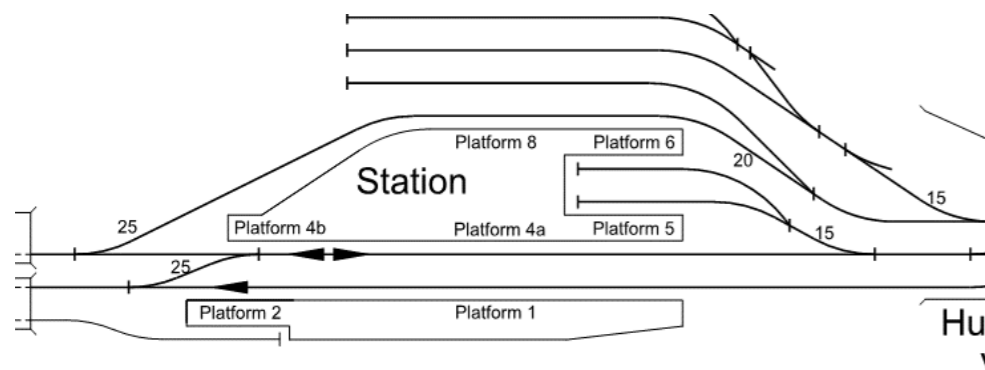 Platform 8
Platform 6
20
Station
15
25
Platform 4b
Platform 4a
Platform 5
15
25
Platform 2
Platform 1
Hu